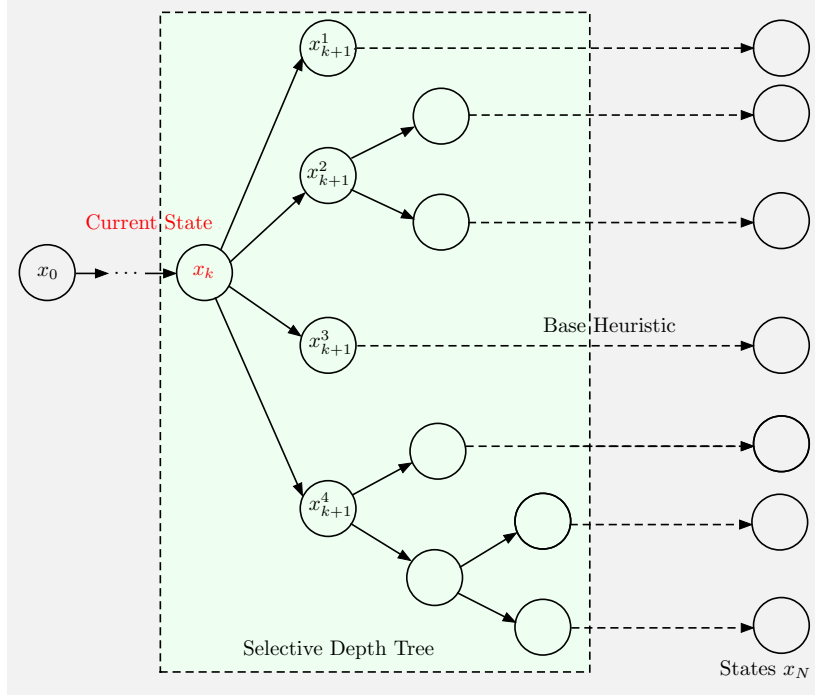 x_{k+1}^1
x_{k+1}^2
Current State
x_0
···
x_k
Base Heuristic
x_{k+1}^3
x_{k+1}^4
Selective Depth Tree
States x_N